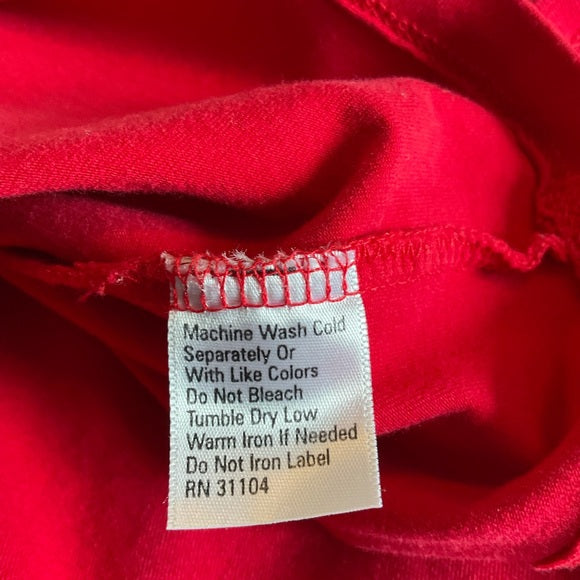 Machine Wash Cold
Separately Or
With Like Colors
Do Not Bleach
Tumble Dry Low
Warm Iron If Needed
Do Not Iron Label
RN 31104